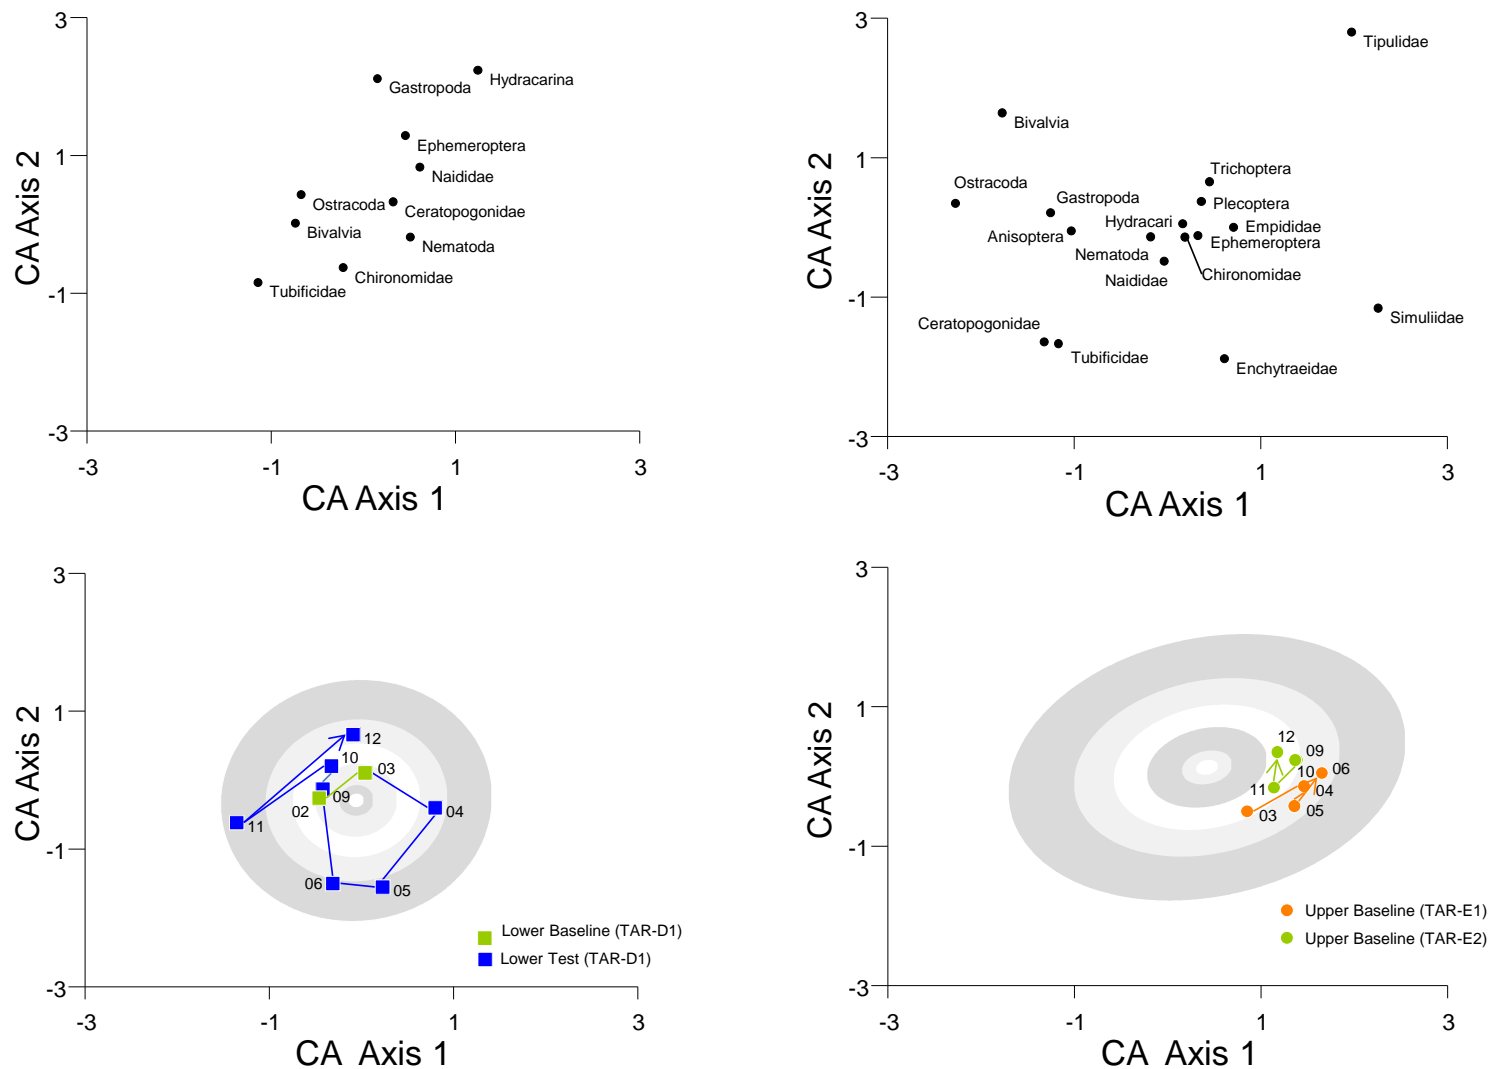 3
1
-1
-3
-3
-1
1
3
CA Axis 2
CA Axis 1
Gastropoda
Hydracarina
Ephemeroptera
Naididae
Ostracoda
Ceratopogonidae
Bivalvia
Nematoda
Chironomidae
Tubificidae
3
1
-1
-3
-3
-1
1
3
CA Axis 2
CA Axis 1
Tipulidae
Bivalvia
Trichoptera
Ostracoda
Gastropoda
Plecoptera
Hydracari
Empididae
Anisoptera
Ephemeroptera
Nematoda
Chironomidae
Naididae
Simuliidae
Ceratopogonidae
Tubificidae
Enchytraeidae
3
1
-1
-3
-3
-1
1
3
CA Axis 2
CA Axis 1
12
10
03
09
02
04
11
06
05
Lower Baseline (TAR-D1)
Lower Test (TAR-D1)
3
1
-1
-3
-3
-1
1
3
CA Axis 2
CA Axis 1
12
09
10
06
11
04
03
05
Upper Baseline (TAR-E1)
Upper Baseline (TAR-E2)